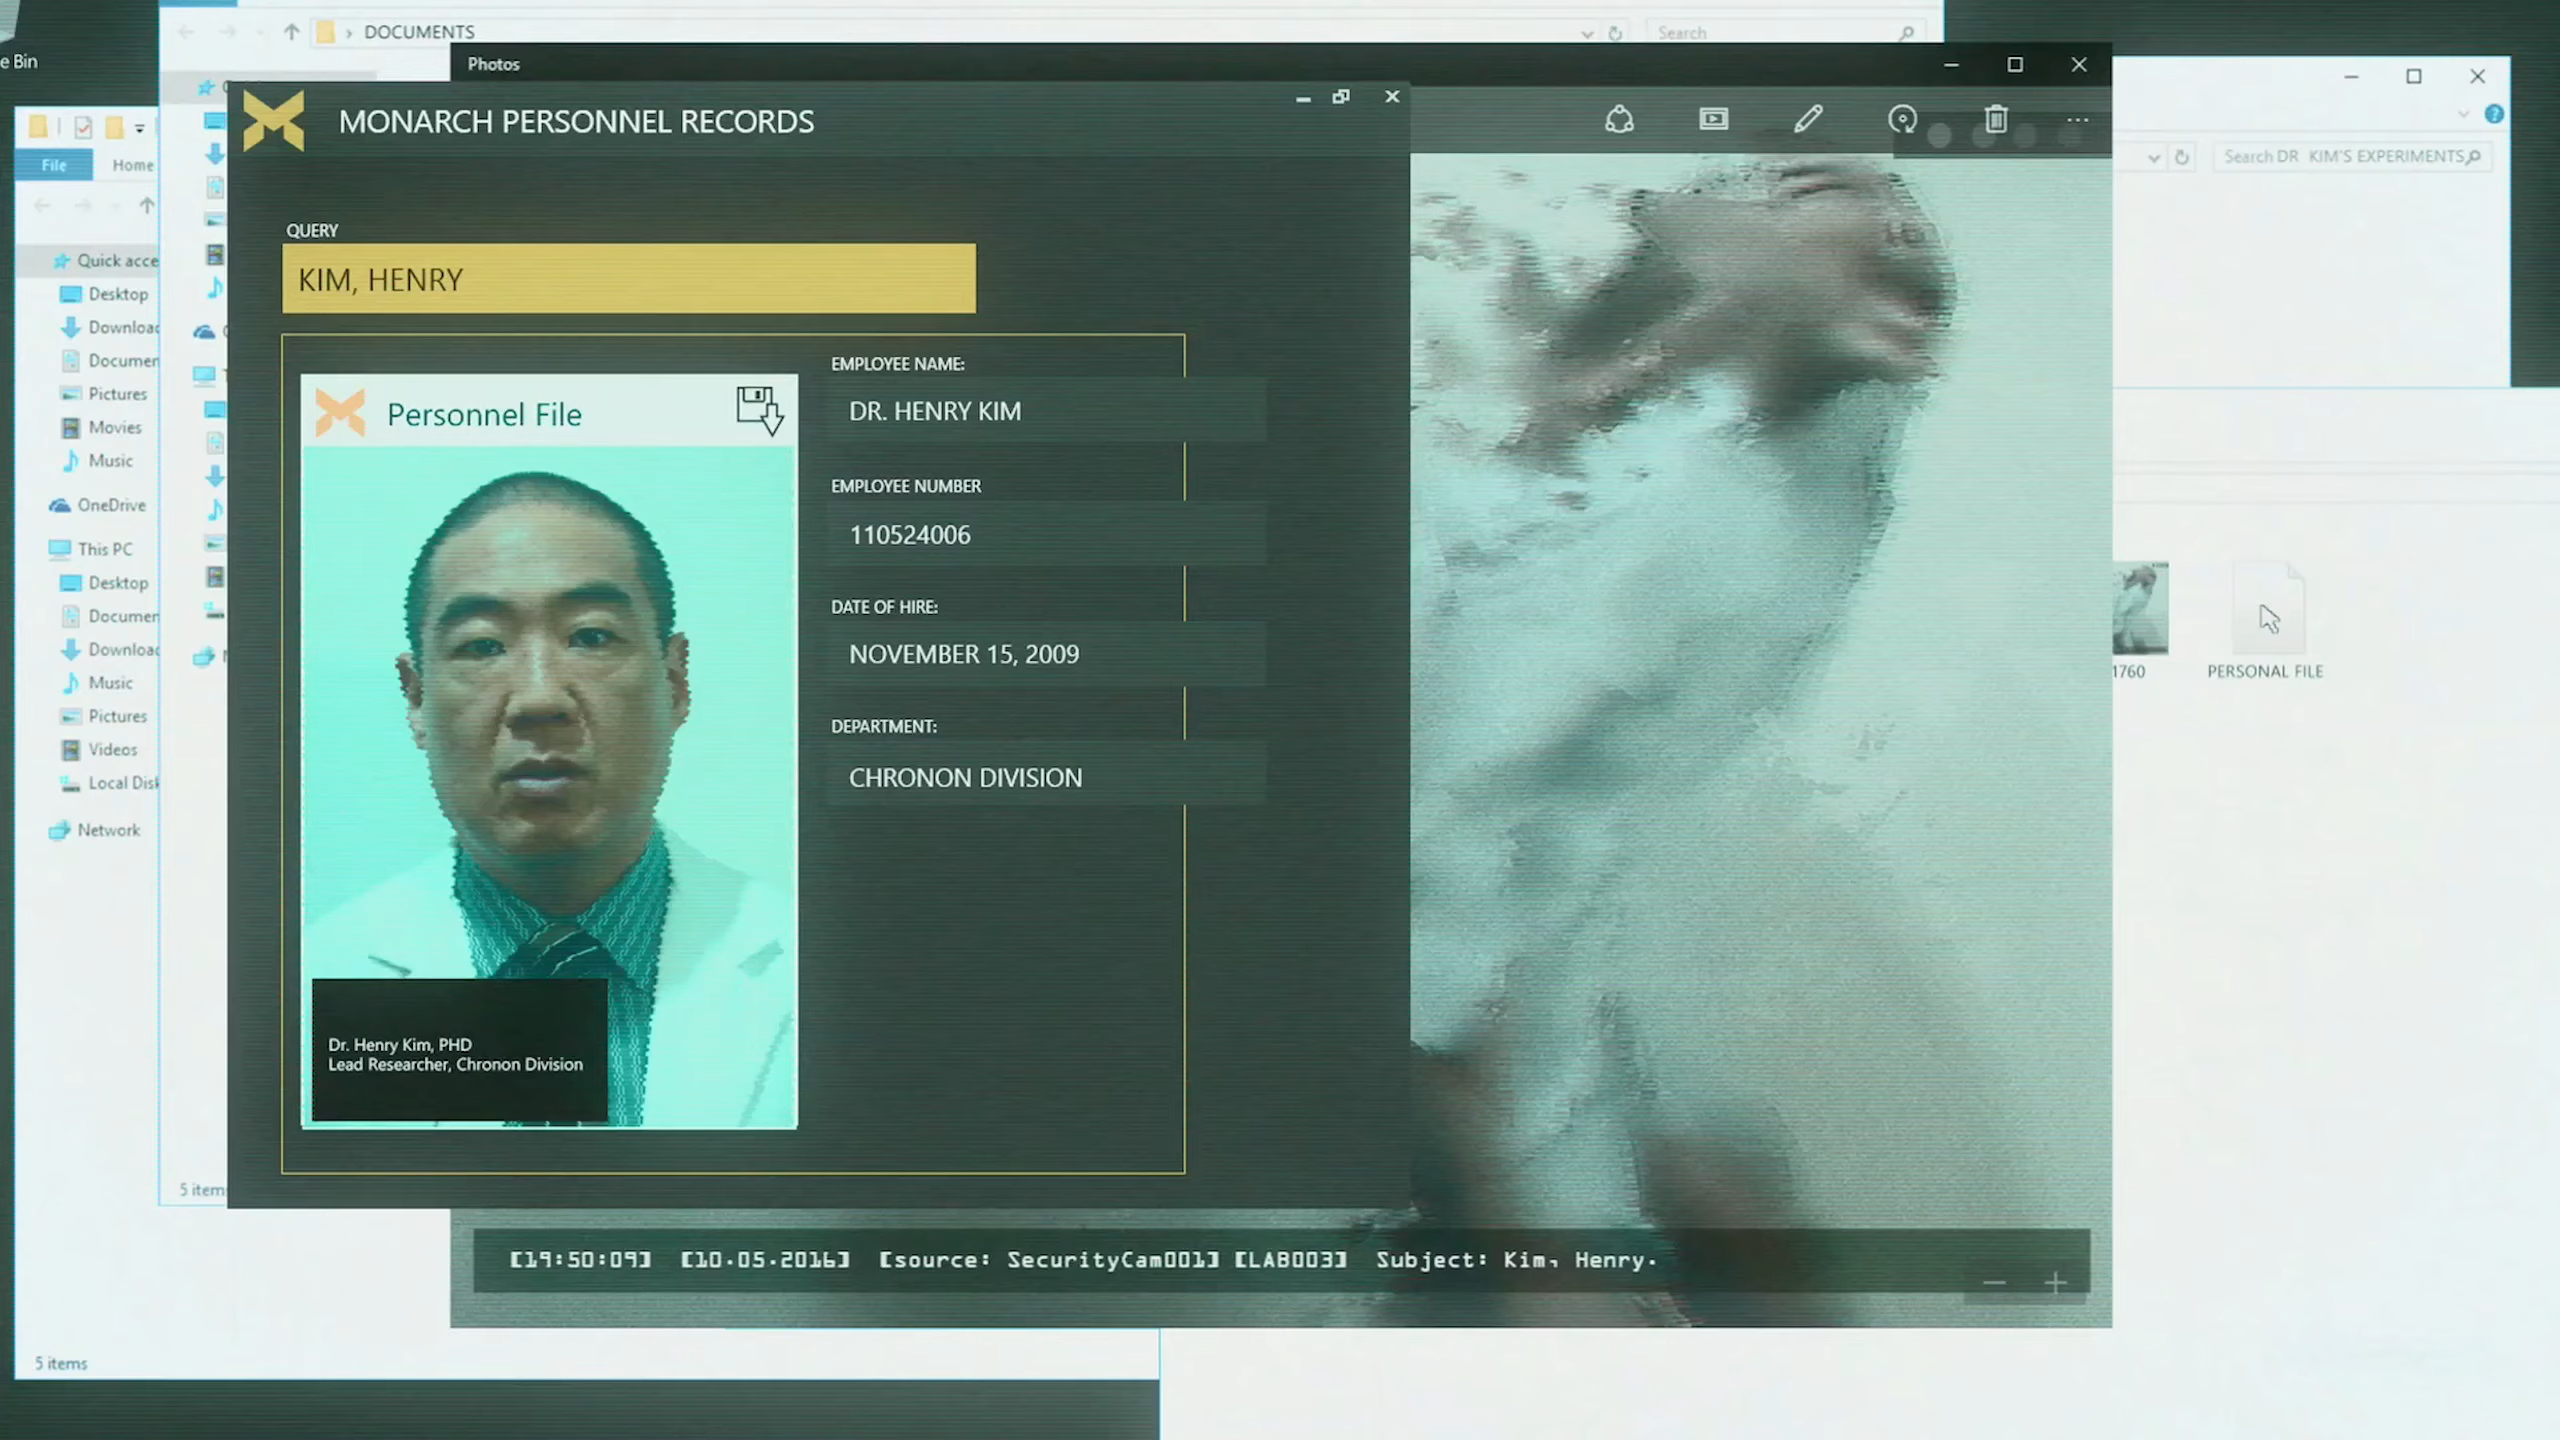 e Bin
DOCUMENTS
Search
Photos
MONARCH PERSONNEL RECORDS
File
Home
Search DR KIM'S EXPERIMENTS
QUERY
KIM, HENRY
Quick acce
Desktop
Downloa
Documen
Pictures
Movies
Music
OneDrive
This PC
Desktop
Documen
Downloa
Music
Pictures
Videos
Local Disk
Network
Personnel File
EMPLOYEE NAME:
DR. HENRY KIM
EMPLOYEE NUMBER
110524006
DATE OF HIRE:
NOVEMBER 15, 2009
DEPARTMENT:
CHRONON DIVISION
Dr. Henry Kim, PHD
Lead Researcher, Chronon Division
1760
PERSONAL FILE
5 items
[19:50:09] [10.05.2016] [source: SecurityCam001] [LAB003] Subject: Kim, Henry.
5 items